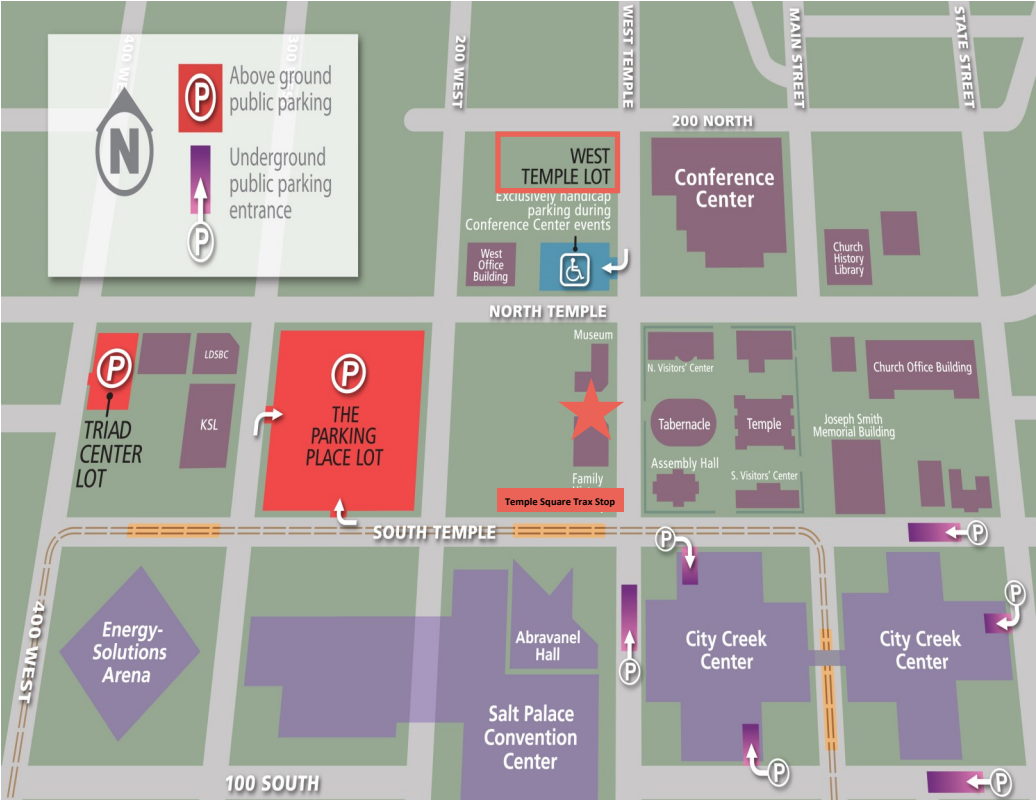 400 WEST
300
200 WEST
WEST TEMPLE
MAIN STREET
STATE STREET
P
Above ground
public parking
N
Underground
public parking
entrance
P
200 NORTH
WEST
TEMPLE LOT
Exclusively handicap
parking during
Conference Center events
Conference
Center
West
Office
Building
Church
History
Library
NORTH TEMPLE
Museum
P
TRIAD
CENTER
LOT
LDSBC
KSL
P
THE
PARKING
PLACE LOT
N. Visitors' Center
Tabernacle
Temple
Assembly Hall
S. Visitors' Center
Church Office Building
Joseph Smith
Memorial Building
Family
Temple Square Trax Stop
SOUTH TEMPLE
P
P
P
P
P
P
400 WEST
Energy-
Solutions
Arena
Abravanel
Hall
Salt Palace
Convention
Center
City Creek
Center
City Creek
Center
100 SOUTH